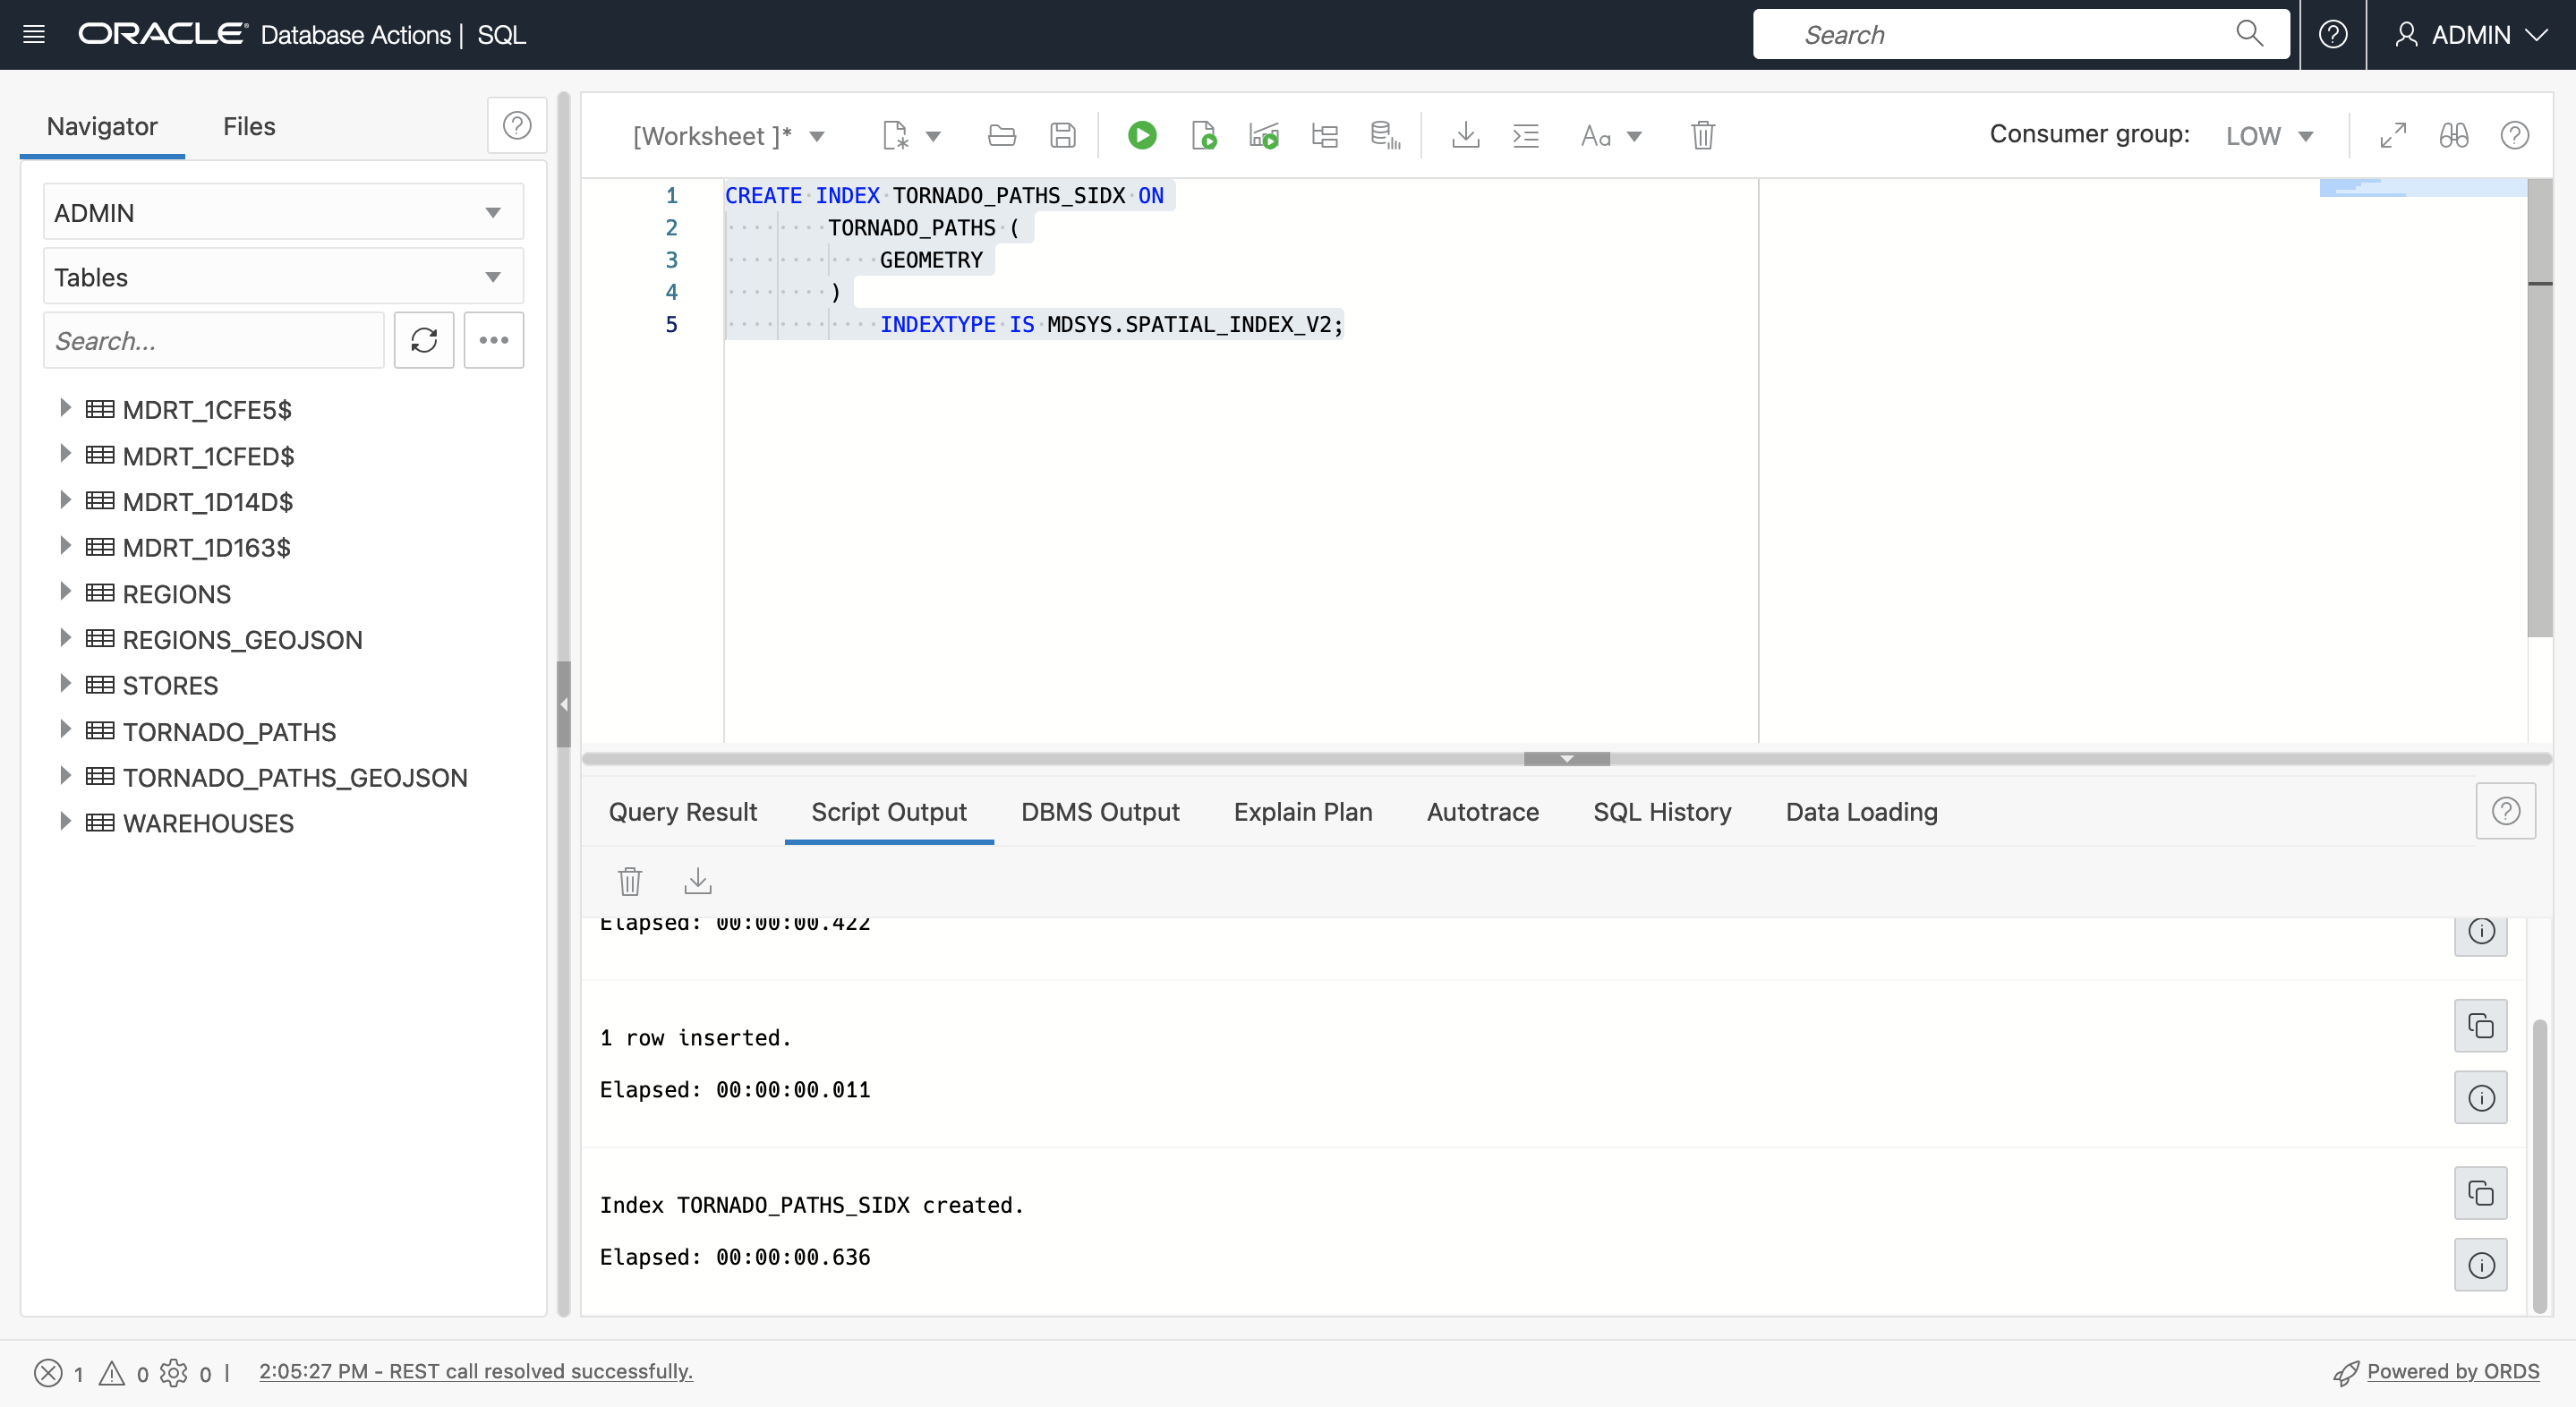 ORACLE Database Actions | SQL
Search
ADMIN
Navigator
Files
ADMIN
Tables
Search...
MDRT_1CFE5$
MDRT_1CFED$
MDRT_1D14D$
MDRT_1D163$
REGIONS
REGIONS_GEOJSON
STORES
TORNADO_PATHS
TORNADO_PATHS_GEOJSON
WAREHOUSES
[Worksheet ]*
Aa
Consumer group: LOW
1 CREATE INDEX TORNADO_PATHS_SIDX ON
2 TORNADO_PATHS (
3 GEOMETRY
4 )
5 INDEXTYPE IS MDSYS.SPATIAL_INDEX_V2;
Query Result Script Output DBMS Output Explain Plan Autotrace SQL History Data Loading
Elapsed: 00:00:00.422
1 row inserted.
Elapsed: 00:00:00.011
Index TORNADO_PATHS_SIDX created.
Elapsed: 00:00:00.636
1 0 0 | 2:05:27 PM - REST call resolved successfully.
Powered by ORDS